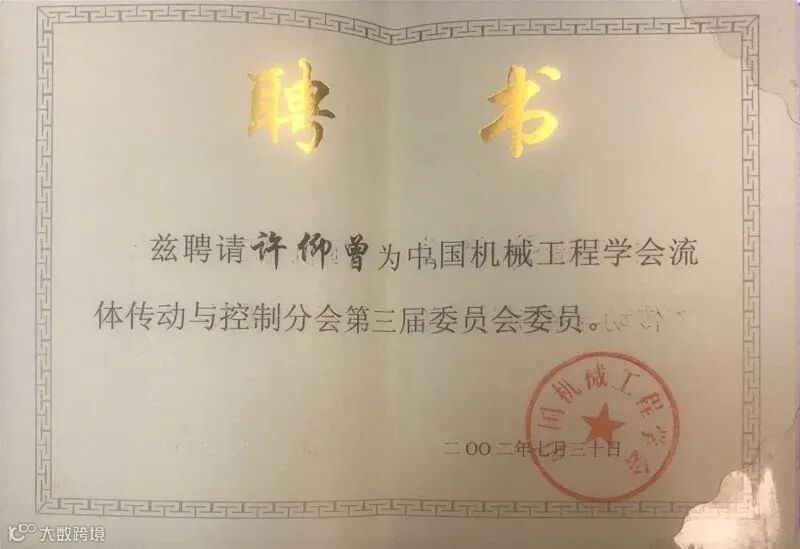 聘书
兹聘请许仰曾为中国机械工程学会流
体传动与控制分会第三届委员会委员。
中国机械工程学会
二OO二年七月三十日
大数跨境